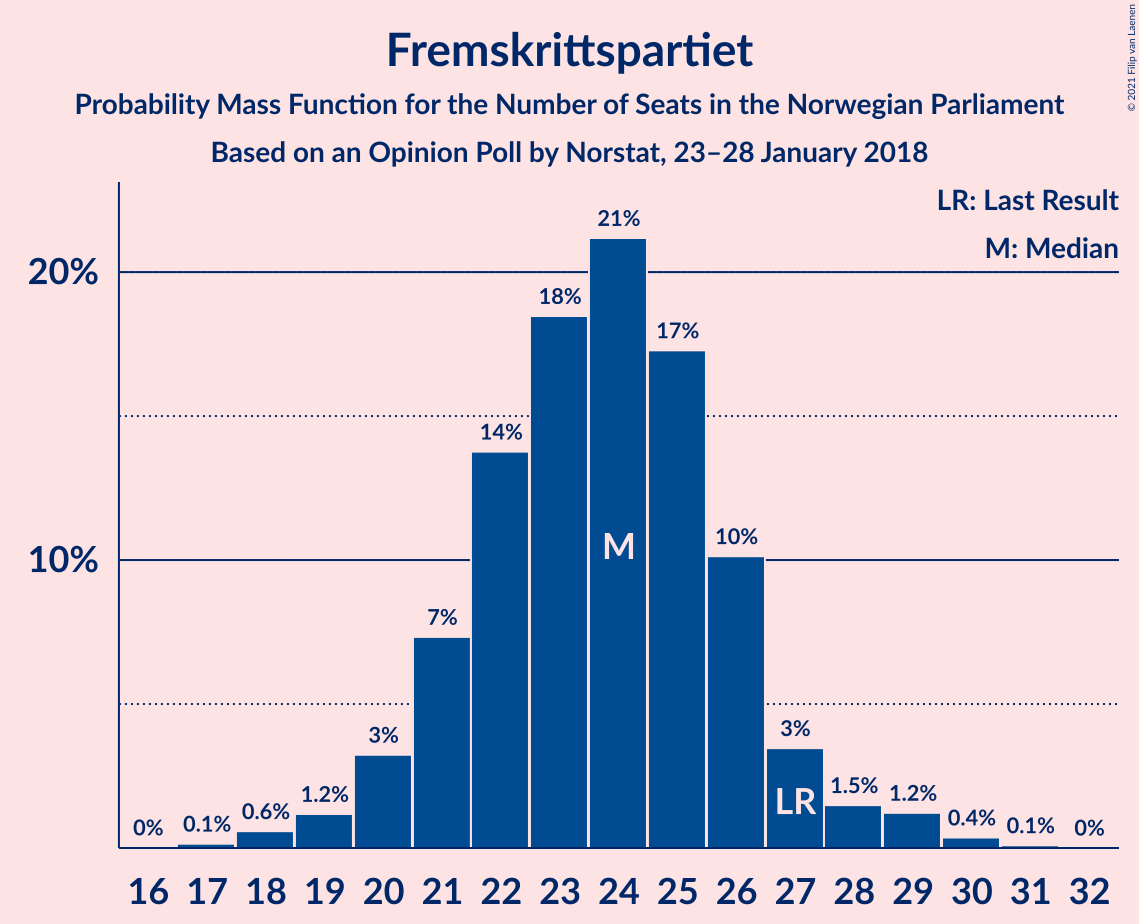 Fremskrittspartiet
Probability Mass Function for the Number of Seats in the Norwegian Parliament
Based on an Opinion Poll by Norstat, 23–28 January 2018
© 2021 Filip van Laenen
LR: Last Result
M: Median
20%
10%
0%
0.1%
0.6%
1.2%
3%
7%
14%
18%
21%
17%
10%
3%
1.5%
1.2%
0.4%
0.1%
0%
M
LR
16 17 18 19 20 21 22 23 24 25 26 27 28 29 30 31 32